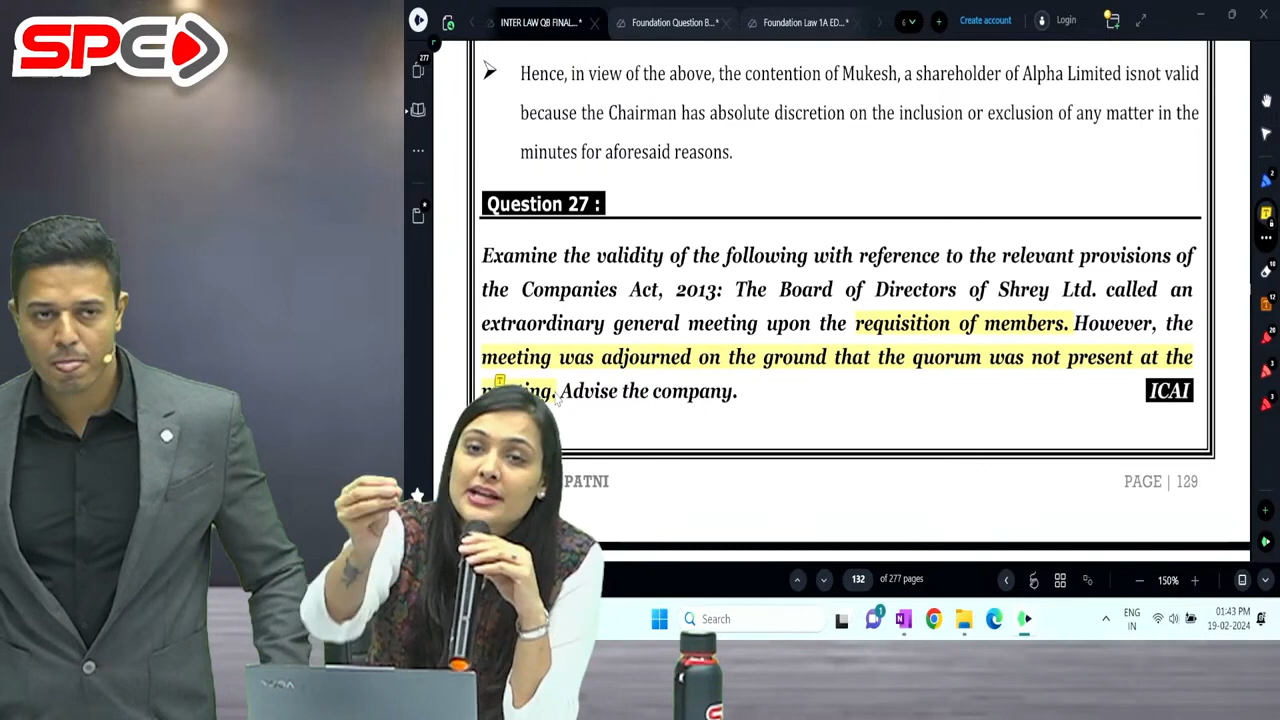 SPC
INTER LAW QB FINAL...*
Foundation Question B...*
Foundation Law 1A ED...*
6
Create account
Login
277
Hence, in view of the above, the contention of Mukesh, a shareholder of Alpha Limited isnot valid
because the Chairman has absolute discretion on the inclusion or exclusion of any matter in the
minutes for aforesaid reasons.
Question 27 :
Examine the validity of the following with reference to the relevant provisions of
the Companies Act, 2013: The Board of Directors of Shrey Ltd. called an
extraordinary general meeting upon the requisition of members. However, the
meeting was adjourned on the ground that the quorum was not present at the
Advise the company.
ICAI
PATNI
PAGE | 129
132
of 277 pages
150%
Search
ENG
IN
01:43 PM
19-02-2024